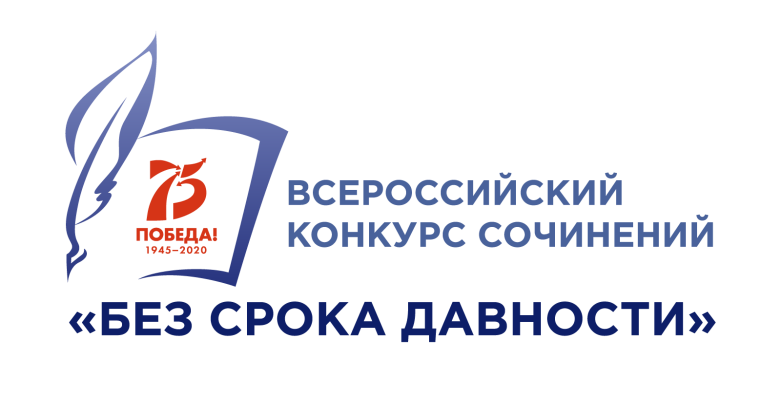 75
ПОБЕДА!
1945–2020
ВСЕРОССИЙСКИЙ
КОНКУРС СОЧИНЕНИЙ
«БЕЗ СРОКА ДАВНОСТИ»